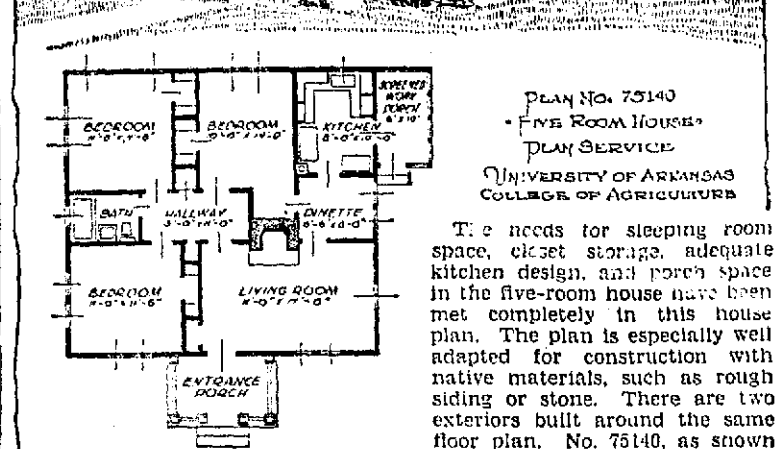 PLAN NO. 75140
• FIVE ROOM HOUSE •
PLAN SERVICE
UNIVERSITY OF ARKANSAS
COLLEGE OF AGRICULTURE
BEDROOM
BEDROOM
KITCHEN
SCREENED
WORK
PORCH
BATH
HALLWAY
DINETTE
BEDROOM
LIVING ROOM
ENTRANCE
PORCH
T: e needs for sleeping room
space, closet storage, adequate
kitchen design, and porch space
in the five-room house have been
met completely in this house
plan. The plan is especially well
adapted for construction with
native materials, such as rough
siding or stone. There are two
exteriors built around the same
floor plan. No. 75140, as shown